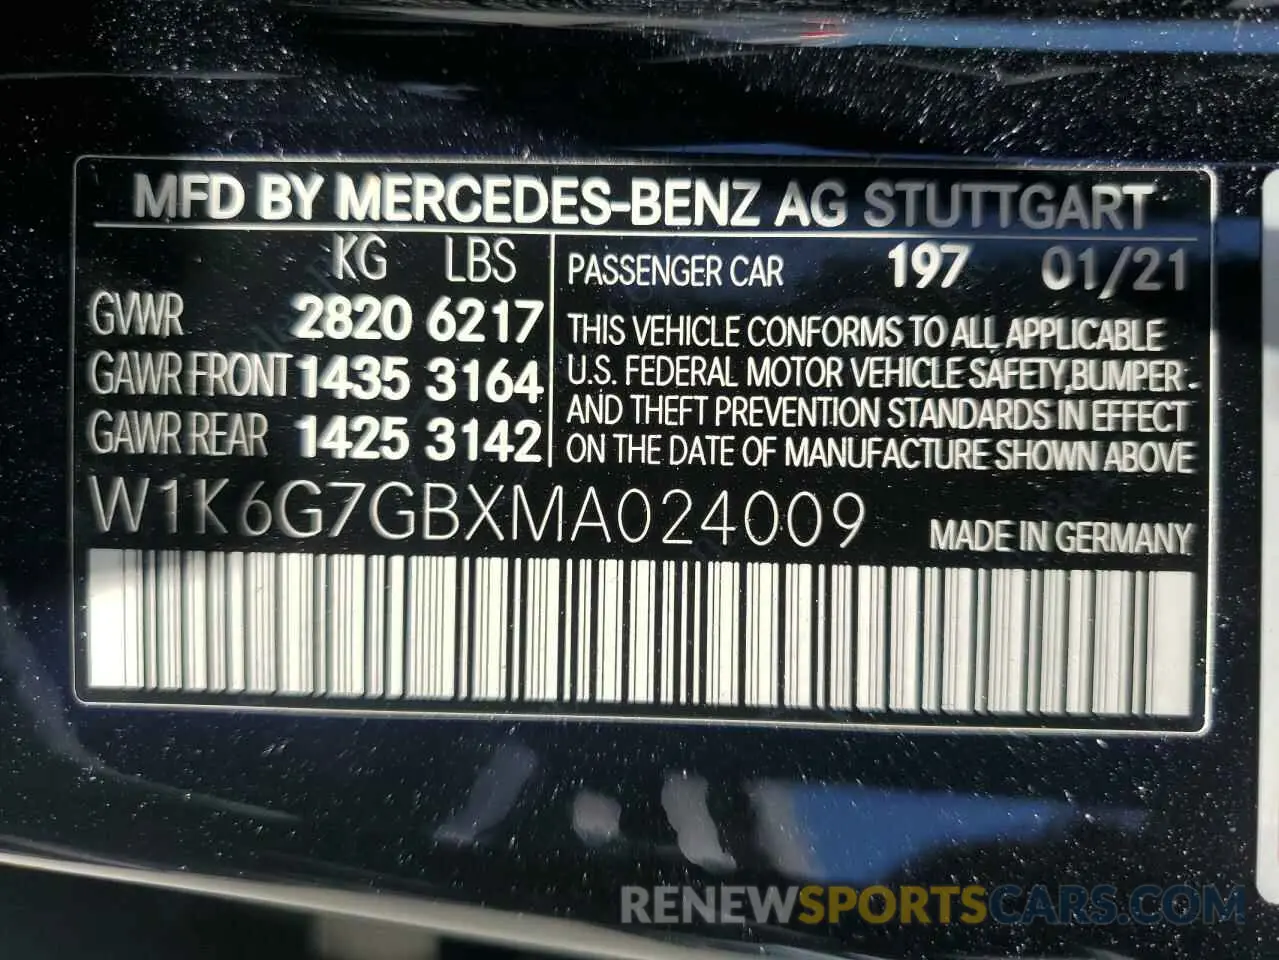 MFD BY MERCEDES-BENZ AG STUTTGART
KG LBS
GVWR 2820 6217
GAWR FRONT 1435 3164
GAWR REAR 1425 3142
PASSENGER CAR 197 01/21
THIS VEHICLE CONFORMS TO ALL APPLICABLE
U.S. FEDERAL MOTOR VEHICLE SAFETY, BUMPER
AND THEFT PREVENTION STANDARDS IN EFFECT
ON THE DATE OF MANUFACTURE SHOWN ABOVE
W1K6G7GBXMA024009
MADE IN GERMANY
RENEWSPORTSCARS.COM